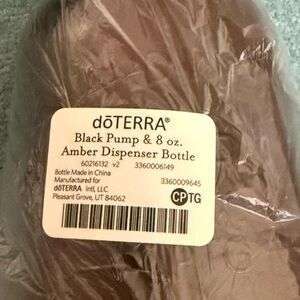 dōTERRA®
Black Pump & 8 oz.
Amber Dispenser Bottle
60216132 v2 3360006149
Bottle Made in China
Manufactured for 3360009645
dōTERRA Intl, LLC
Pleasant Grove, UT 84062
CPTG